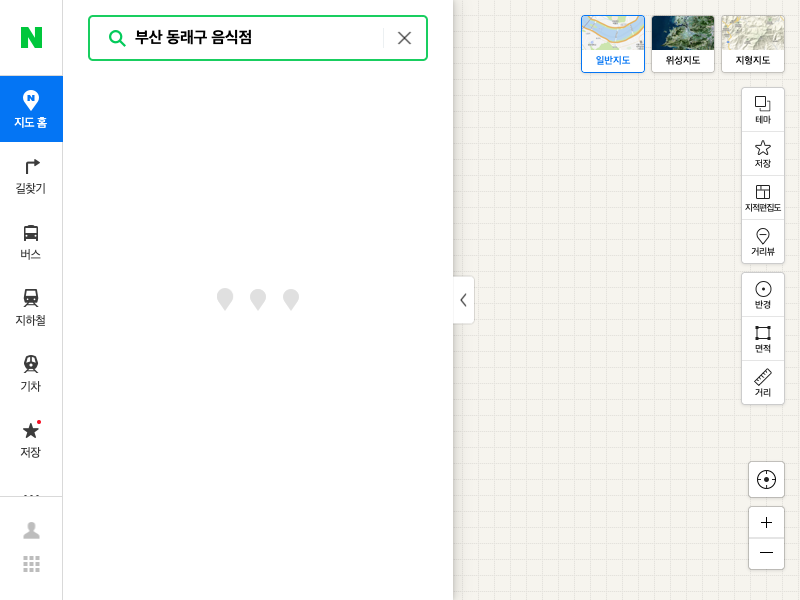 N
부산 동래구 음식점
지도 홈
길찾기
버스
지하철
기차
저장
일반지도
위성지도
지형지도
테마
저장
지적편집도
거리뷰
반경
면적
거리